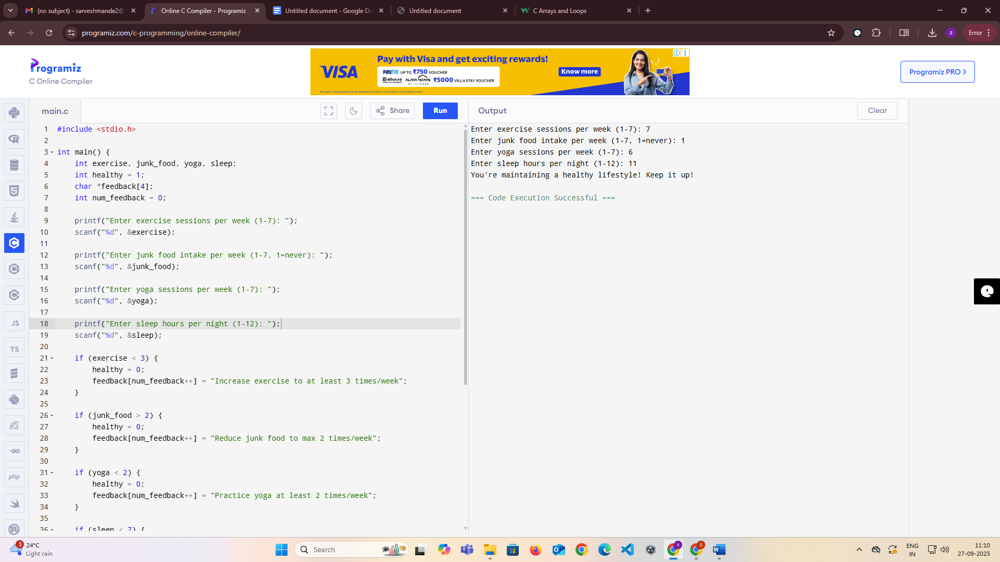 (no subject) - sarveshmande2@
Online C Compiler - Programiz
Untitled document - Google Do
Untitled document
C Arrays and Loops
programiz.com/c-programming/online-compiler/
s
Error
Programiz
C Online Compiler
VISA
Pay with Visa and get exciting rewards!
paytm UP TO ₹750 VOUCHER
elivaas ALAYA STAYS BY ELIVAAS ₹5000 VILLA STAY VOUCHER
Know more
Programiz PRO
main.c
Share
Run
Output
Clear
1 #include <stdio.h>
2
3 int main() {
4 int exercise, junk_food, yoga, sleep;
5 int healthy = 1;
6 char *feedback[4];
7 int num_feedback = 0;
8
9 printf("Enter exercise sessions per week (1-7): ");
10 scanf("%d", &exercise);
11
12 printf("Enter junk food intake per week (1-7, 1=never): ");
13 scanf("%d", &junk_food);
14
15 printf("Enter yoga sessions per week (1-7): ");
16 scanf("%d", &yoga);
17
18 printf("Enter sleep hours per night (1-12): ");
19 scanf("%d", &sleep);
20
21 if (exercise < 3) {
22 healthy = 0;
23 feedback[num_feedback++] = "Increase exercise to at least 3 times/week";
24 }
25
26 if (junk_food > 2) {
27 healthy = 0;
28 feedback[num_feedback++] = "Reduce junk food to max 2 times/week";
29 }
30
31 if (yoga < 2) {
32 healthy = 0;
33 feedback[num_feedback++] = "Practice yoga at least 2 times/week";
34 }
35
36 if (sleep < 7) {
Enter exercise sessions per week (1-7): 7
Enter junk food intake per week (1-7, 1=never): 1
Enter yoga sessions per week (1-7): 6
Enter sleep hours per night (1-12): 11
You're maintaining a healthy lifestyle! Keep it up!
=== Code Execution Successful ===
JS
TS
GO
php
3
24°C
Light rain
Search
ENG
IN
11:10
27-09-2025